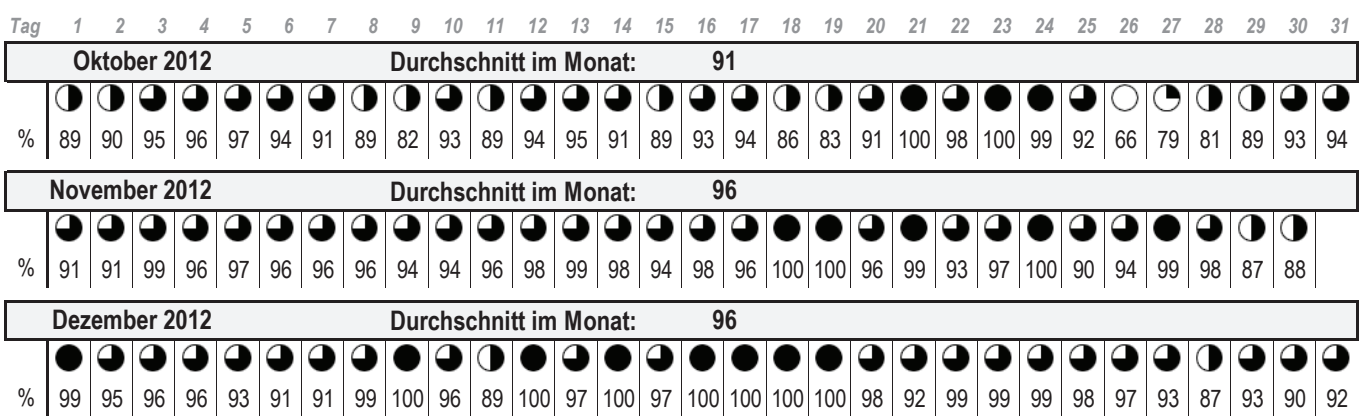 Tag 1 2 3 4 5 6 7 8 9 10 11 12 13 14 15 16 17 18 19 20 21 22 23 24 25 26 27 28 29 30 31
Oktober 2012 Durchschnitt im Monat: 91
% 89 90 95 96 97 94 91 89 82 93 89 94 95 91 89 93 94 86 83 91 100 98 100 99 92 66 79 81 89 93 94
November 2012 Durchschnitt im Monat: 96
% 91 91 99 96 97 96 96 96 94 94 96 98 99 98 94 98 96 100 100 96 99 93 97 100 90 94 99 98 87 88
Dezember 2012 Durchschnitt im Monat: 96
% 99 95 96 96 93 91 91 99 100 96 89 100 97 100 97 100 100 100 100 98 92 99 99 99 98 97 93 87 93 90 92